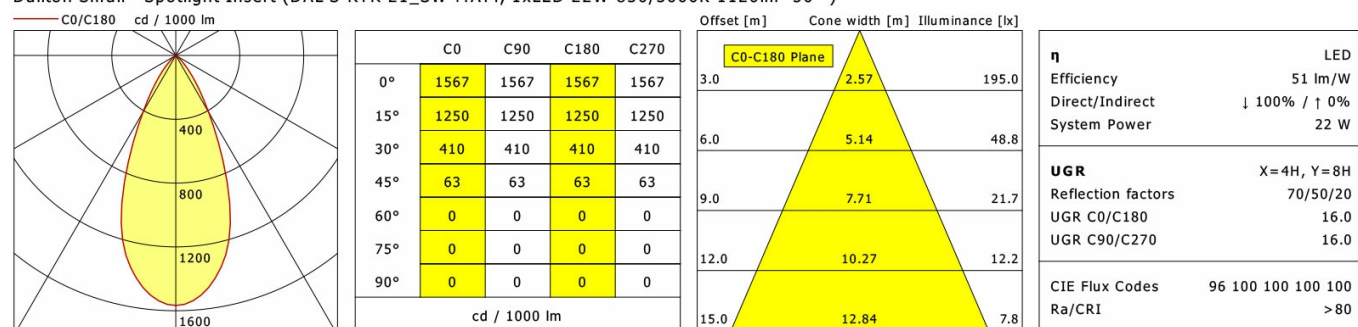 C0/C180 cd / 1000 lm
400
800
1200
1600
C0 C90 C180 C270
0° 1567 1567 1567 1567
15° 1250 1250 1250 1250
30° 410 410 410 410
45° 63 63 63 63
60° 0 0 0 0
75° 0 0 0 0
90° 0 0 0 0
cd / 1000 lm
Offset [m] Cone width [m] Illuminance [lx]
C0-C180 Plane
3.0 2.57 195.0
6.0 5.14 48.8
9.0 7.71 21.7
12.0 10.27 12.2
15.0 12.84 7.8
η LED
Efficiency 51 lm/W
Direct/Indirect ↓ 100% / ↑ 0%
System Power 22 W
UGR X=4H, Y=8H
Reflection factors 70/50/20
UGR C0/C180 16.0
UGR C90/C270 16.0
CIE Flux Codes 96 100 100 100 100
Ra/CRI >80